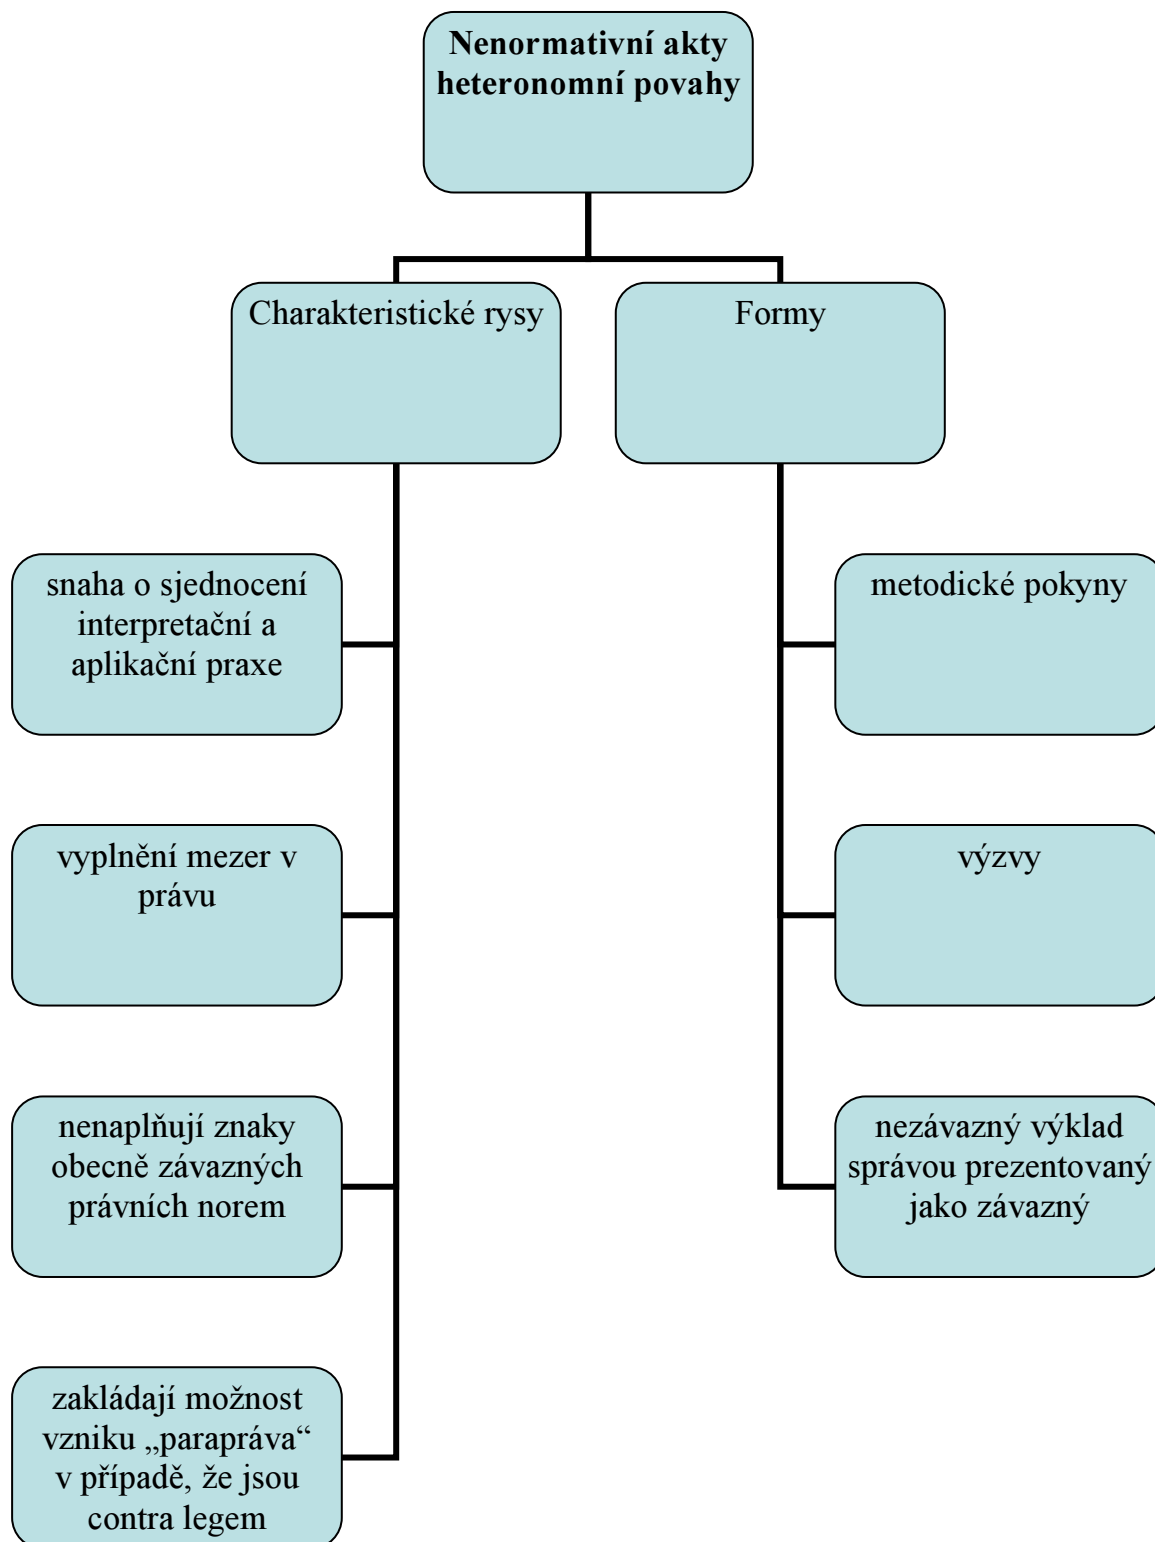 Nenormativní akty
heteronomní povahy
Charakteristické rysy
Formy
snaha o sjednocení
interpretační a
aplikační praxe
metodické pokyny
vyplnění mezer v
právu
výzvy
nenaplňují znaky
obecně závazných
právních norem
nezávazný výklad
správou prezentovaný
jako závazný
zakládají možnost
vzniku „parapráva“
v případě, že jsou
contra legem